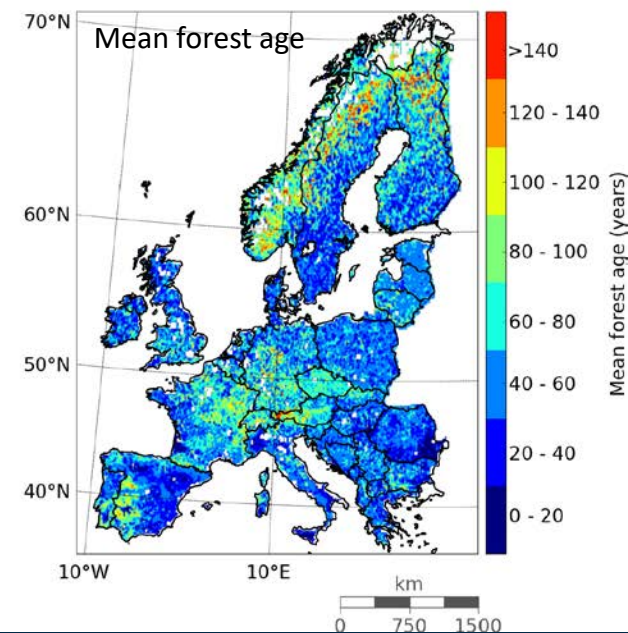 Mean forest age
70°N
60°N
50°N
40°N
10°W
10°E
>140
120 - 140
100 - 120
80 - 100
60 - 80
40 - 60
20 - 40
0 - 20
Mean forest age (years)
km
0 750 1500